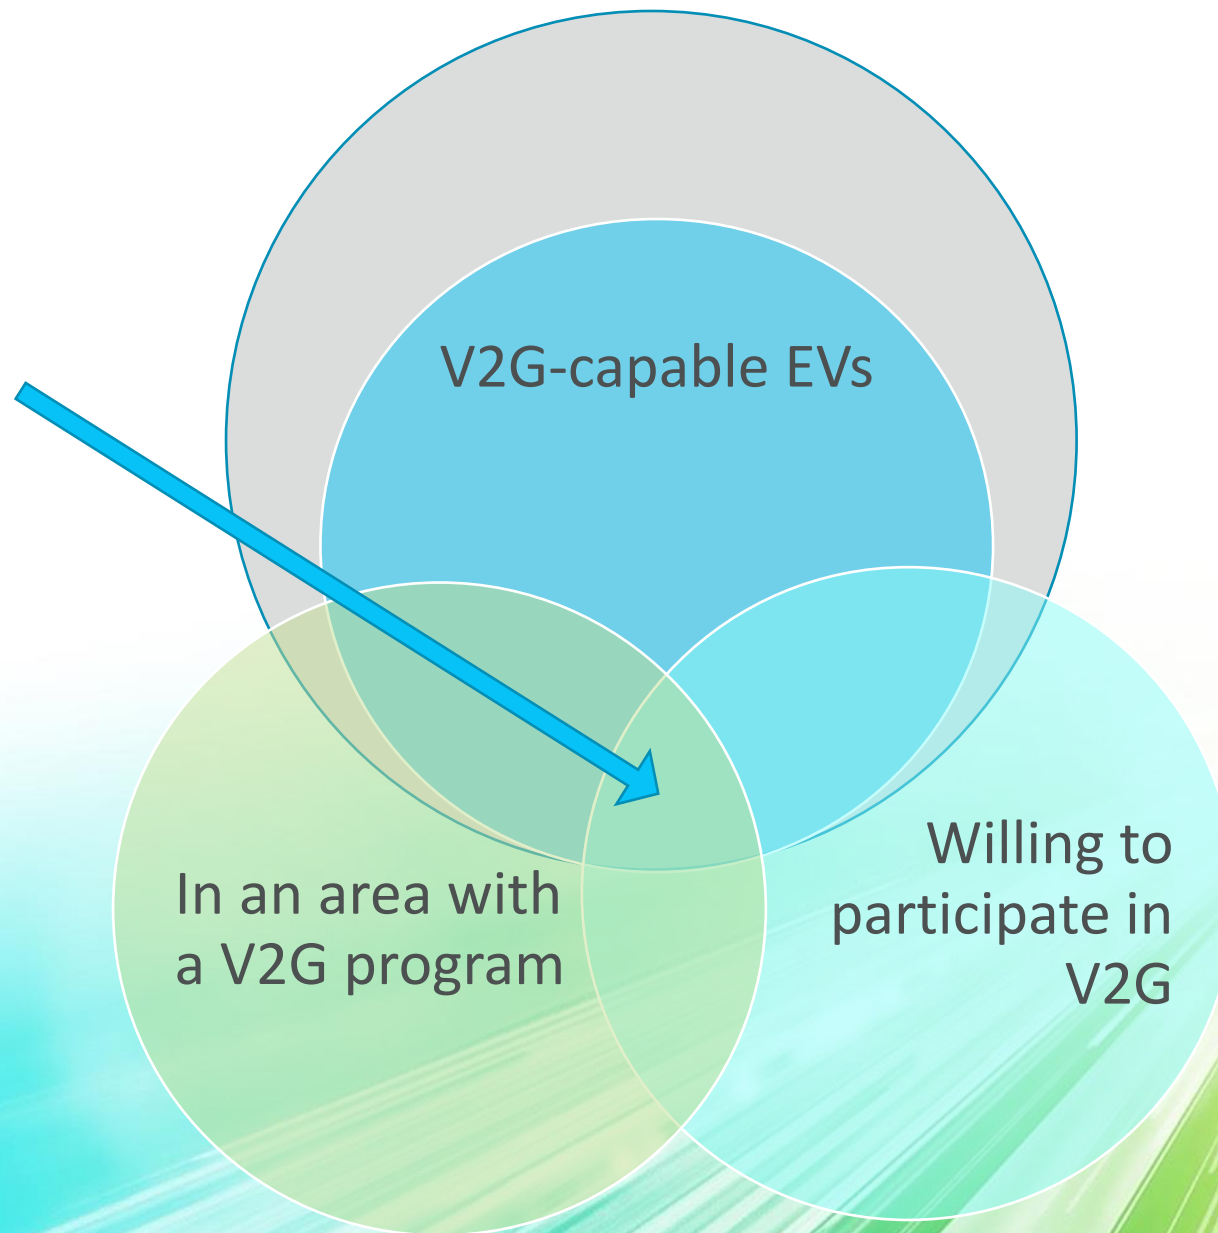 V2G-capable EVs
In an area with
a V2G program
Willing to
participate in
V2G